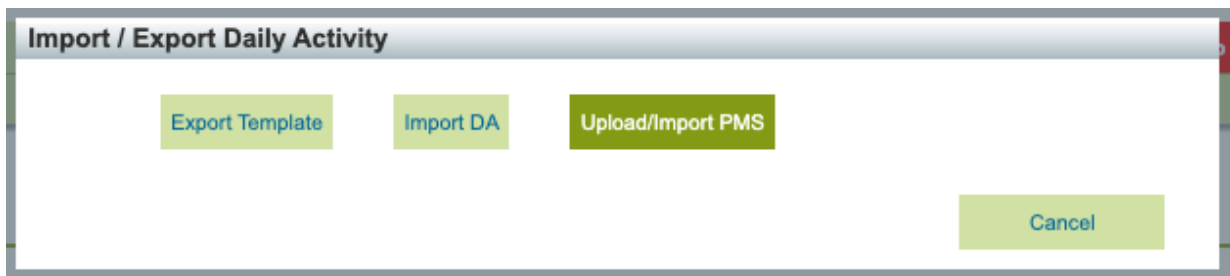 Import / Export Daily Activity
Export Template
Import DA
Upload/Import PMS
Cancel